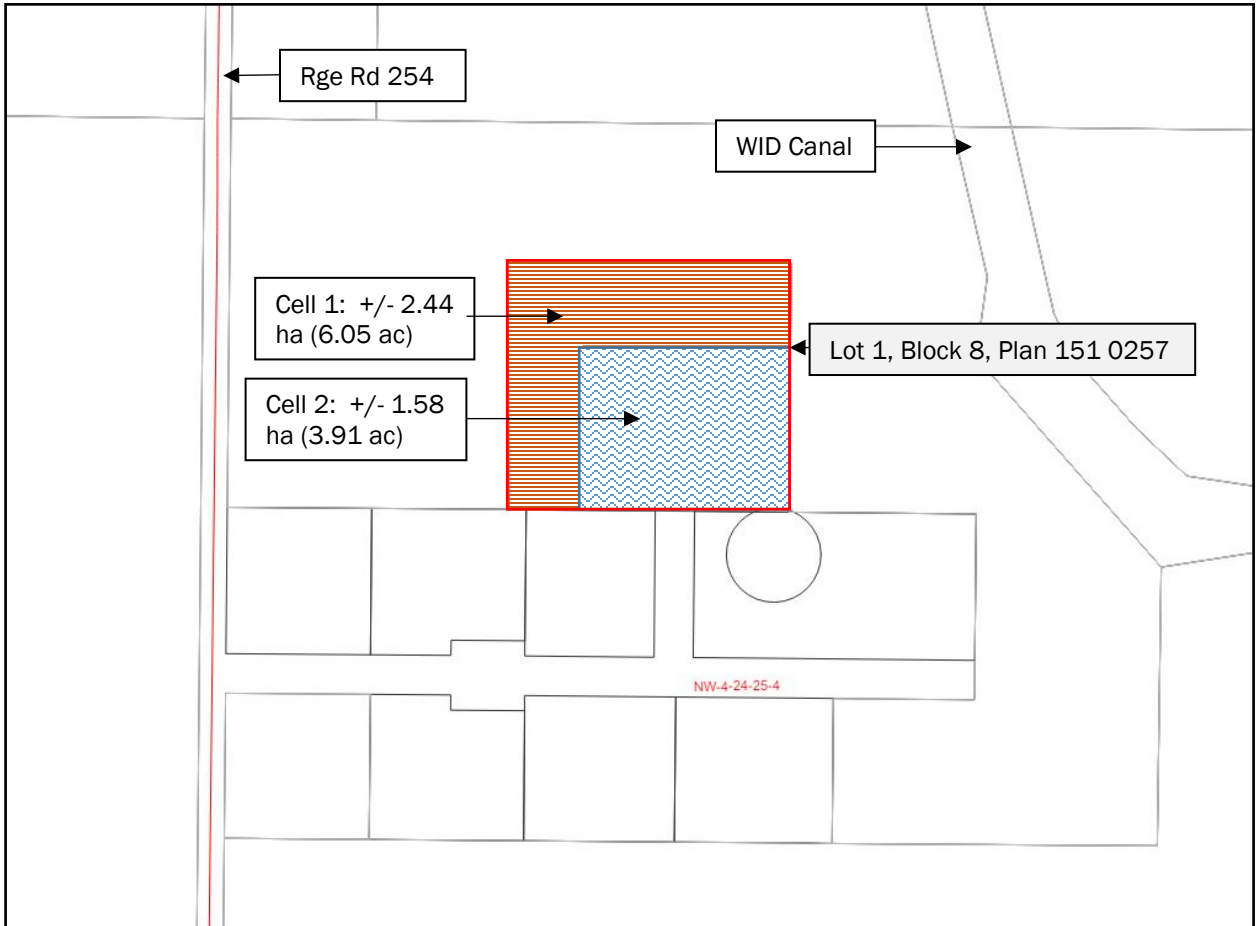 Rge Rd 254
WID Canal
Cell 1: +/- 2.44
ha (6.05 ac)
Lot 1, Block 8, Plan 151 0257
Cell 2: +/- 1.58
ha (3.91 ac)
NW-4-24-25-4